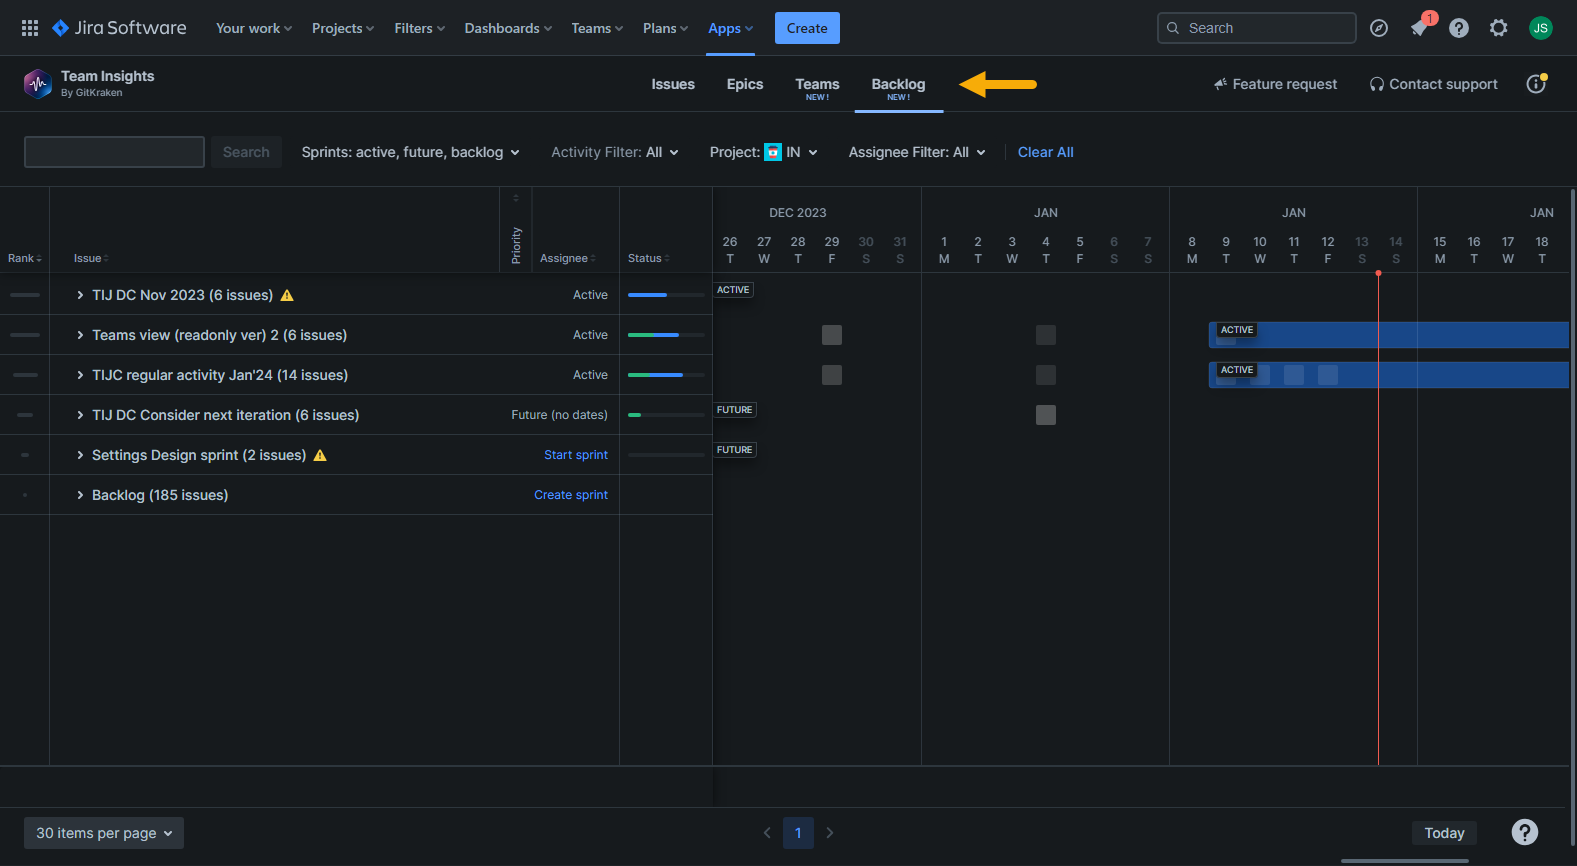 Jira Software Your work Projects Filters Dashboards Teams Plans Apps Create Search 1 JS
Team Insights
By GitKraken
Issues Epics Teams Backlog Feature request Contact support
NEW! NEW!
Search Sprints: active, future, backlog Activity Filter: All Project: IN Assignee Filter: All Clear All
DEC 2023 JAN JAN JAN
26 27 28 29 30 31 1 2 3 4 5 6 7 8 9 10 11 12 13 14 15 16 17 18
T W T F S S M T W T F S S M T W T F S S M T W T
Rank Issue Priority Assignee Status
TIJ DC Nov 2023 (6 issues) Active ACTIVE
Teams view (readonly ver) 2 (6 issues) Active ACTIVE
TIJC regular activity Jan'24 (14 issues) Active ACTIVE
TIJ DC Consider next iteration (6 issues) Future (no dates) FUTURE
Settings Design sprint (2 issues) Start sprint FUTURE
Backlog (185 issues) Create sprint
30 items per page 1 Today